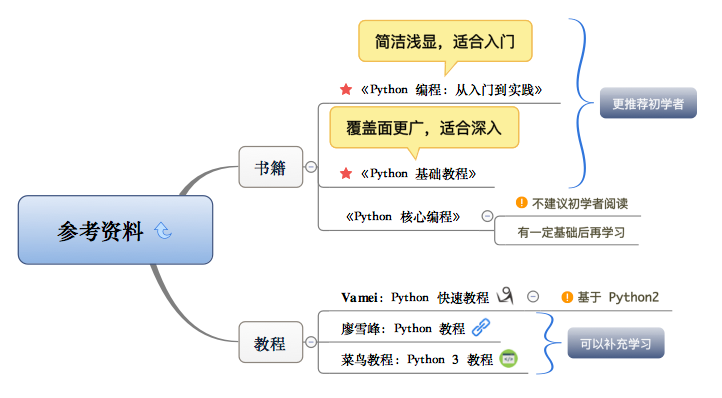 简洁浅显，适合入门
★《Python 编程：从入门到实践》
更推荐初学者
覆盖面更广，适合深入
★《Python 基础教程》
书籍
《Python 核心编程》
不建议初学者阅读
有一定基础后再学习
参考资料
Vamei：Python 快速教程
基于 Python2
廖雪峰：Python 教程
教程
可以补充学习
菜鸟教程：Python 3 教程